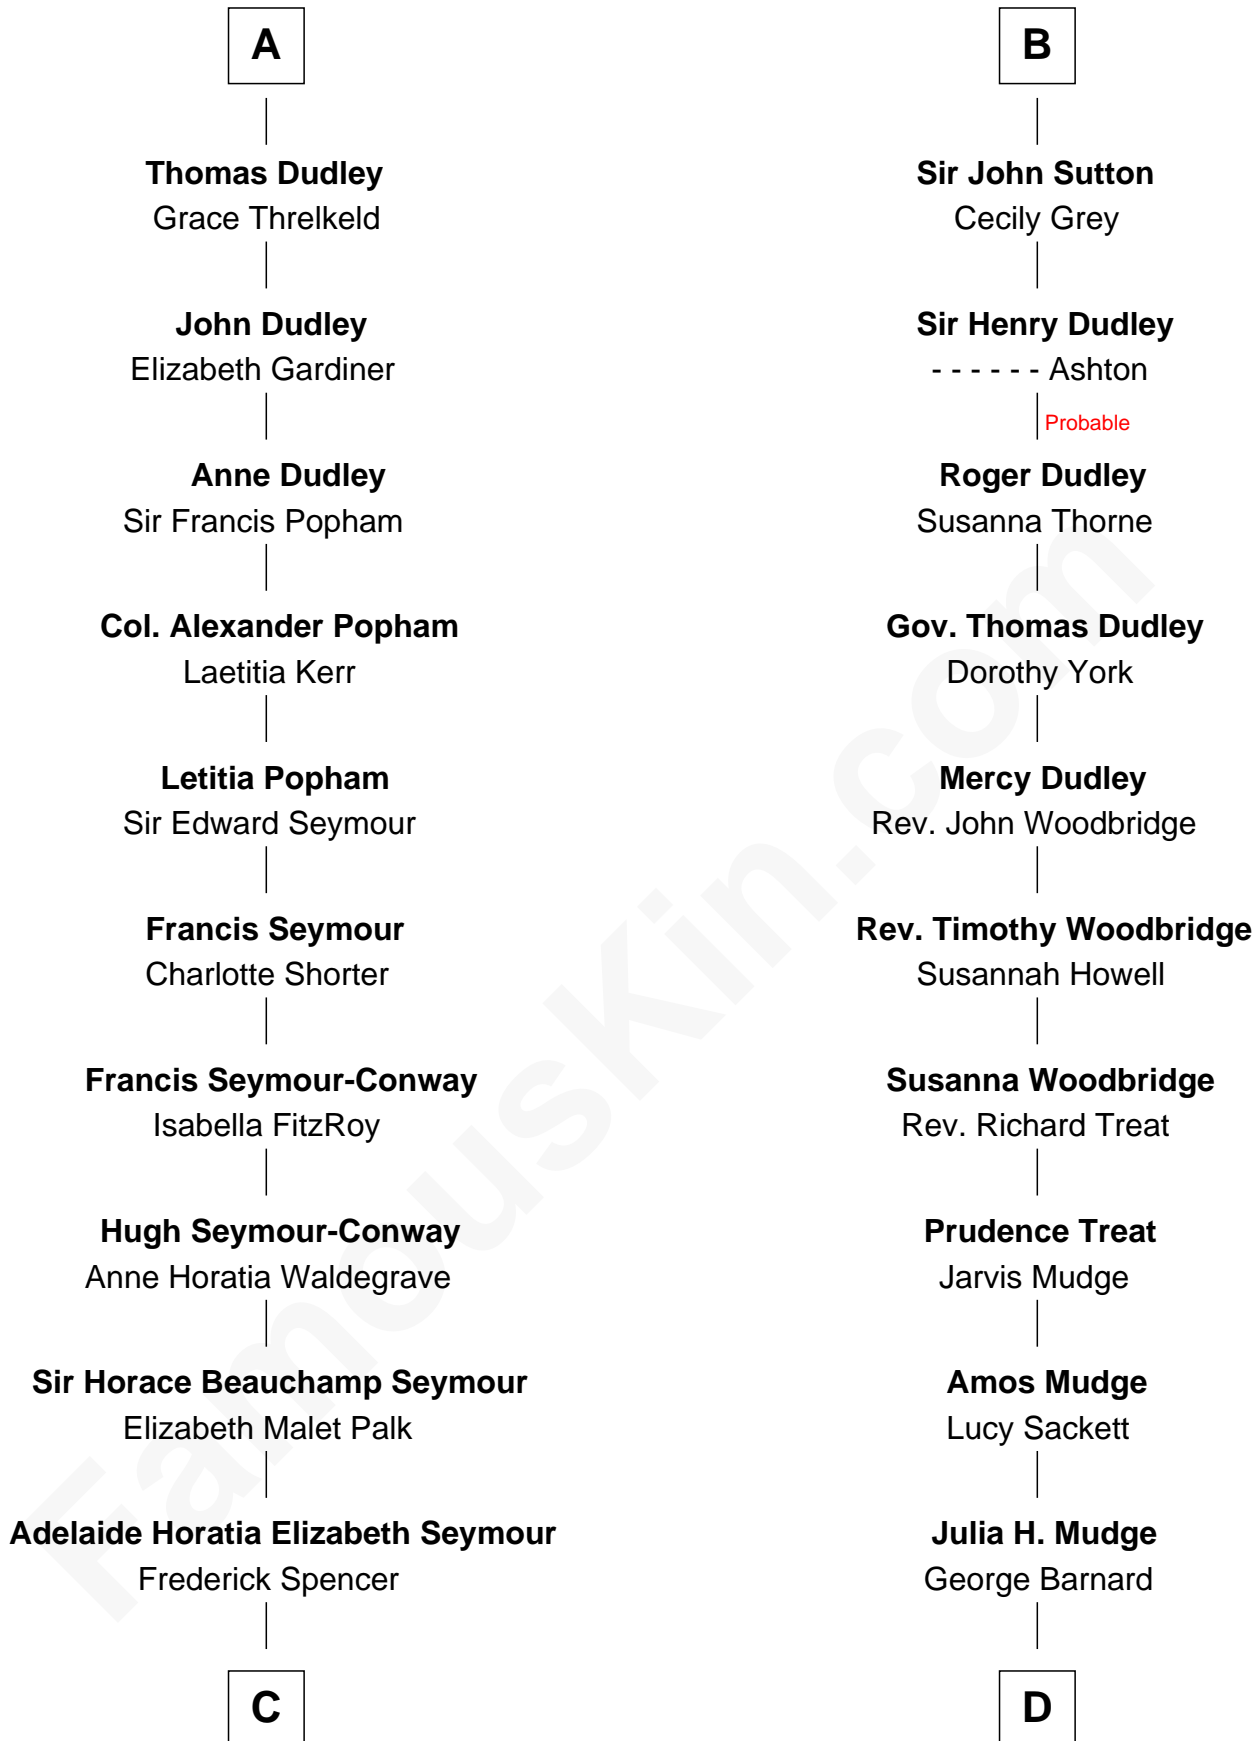 A
Thomas Dudley
Grace Threlkeld
John Dudley
Elizabeth Gardiner
Anne Dudley
Sir Francis Popham
Col. Alexander Popham
Laetitia Kerr
Letitia Popham
Sir Edward Seymour
Francis Seymour
Charlotte Shorter
Francis Seymour-Conway
Isabella FitzRoy
Hugh Seymour-Conway
Anne Horatia Waldegrave
Sir Horace Beauchamp Seymour
Elizabeth Malet Palk
Adelaide Horatia Elizabeth Seymour
Frederick Spencer
C
B
Sir John Sutton
Cecily Grey
Sir Henry Dudley
- - - - - - Ashton
Probable
Roger Dudley
Susanna Thorne
Gov. Thomas Dudley
Dorothy York
Mercy Dudley
Rev. John Woodbridge
Rev. Timothy Woodbridge
Susannah Howell
Susanna Woodbridge
Rev. Richard Treat
Prudence Treat
Jarvis Mudge
Amos Mudge
Lucy Sackett
Julia H. Mudge
George Barnard
D
FamousKin.com